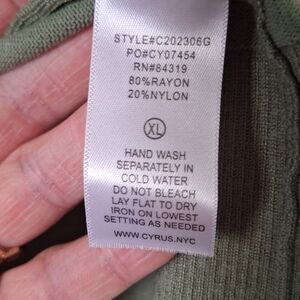 STYLE#C202306G
PO#CY07454
RN#84319
80%RAYON
20%NYLON
XL
HAND WASH
SEPARATELY IN
COLD WATER
DO NOT BLEACH
LAY FLAT TO DRY
IRON ON LOWEST
SETTING AS NEEDED
WWW.CYRUS.NYC